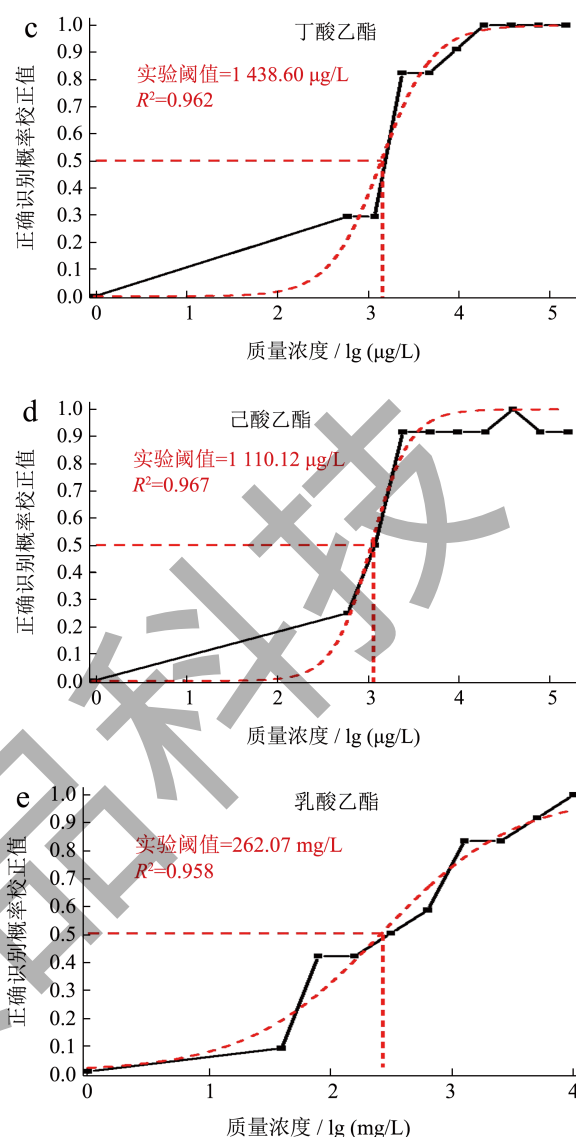 c
丁酸乙酯
实验阈值=1 438.60 μg/L
R²=0.962
正确识别概率校正值
1.0
0.9
0.8
0.7
0.6
0.5
0.4
0.3
0.2
0.1
0.0
0 1 2 3 4 5
质量浓度 / lg (μg/L)
d
己酸乙酯
实验阈值=1 110.12 μg/L
R²=0.967
正确识别概率校正值
1.0
0.9
0.8
0.7
0.6
0.5
0.4
0.3
0.2
0.1
0.0
0 1 2 3 4 5
质量浓度 / lg (μg/L)
e
乳酸乙酯
实验阈值=262.07 mg/L
R²=0.958
正确识别概率校正值
1.0
0.9
0.8
0.7
0.6
0.5
0.4
0.3
0.2
0.1
0.0
0 1 2 3 4
质量浓度 / lg (mg/L)
品科技